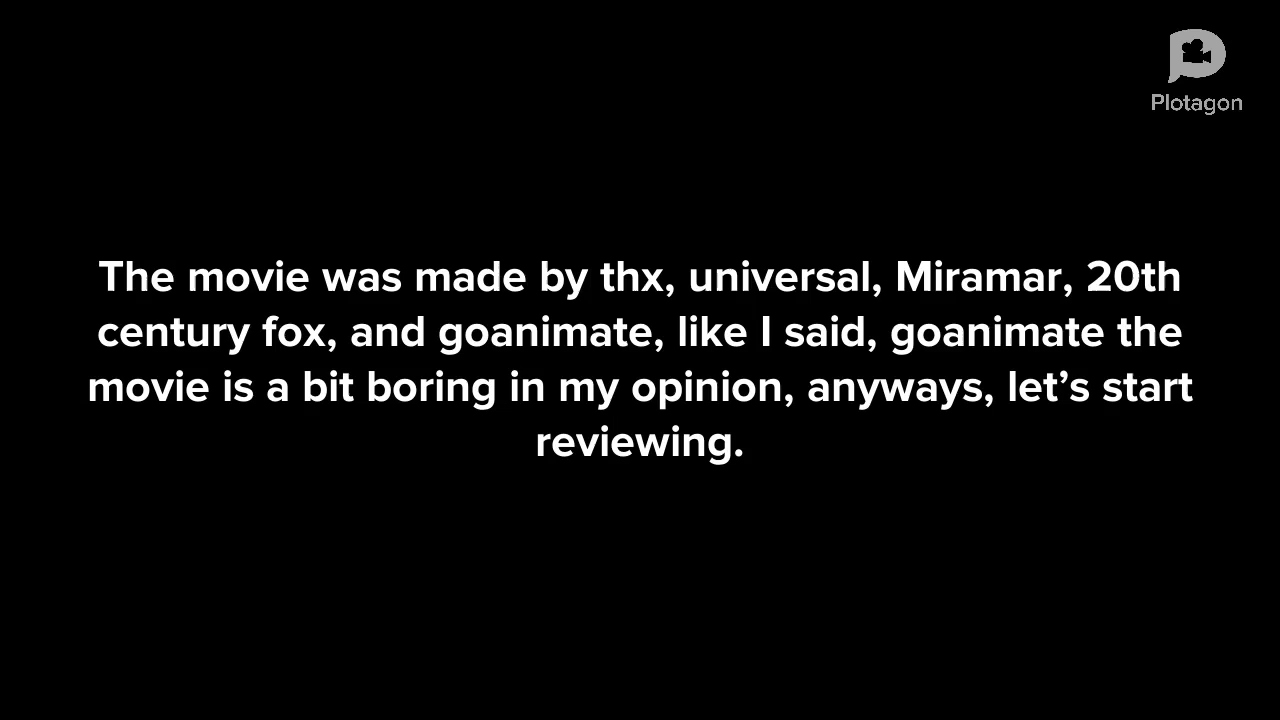 Plotagon
The movie was made by thx, universal, Miramar, 20th
century fox, and goanimate, like I said, goanimate the
movie is a bit boring in my opinion, anyways, let’s start
reviewing.